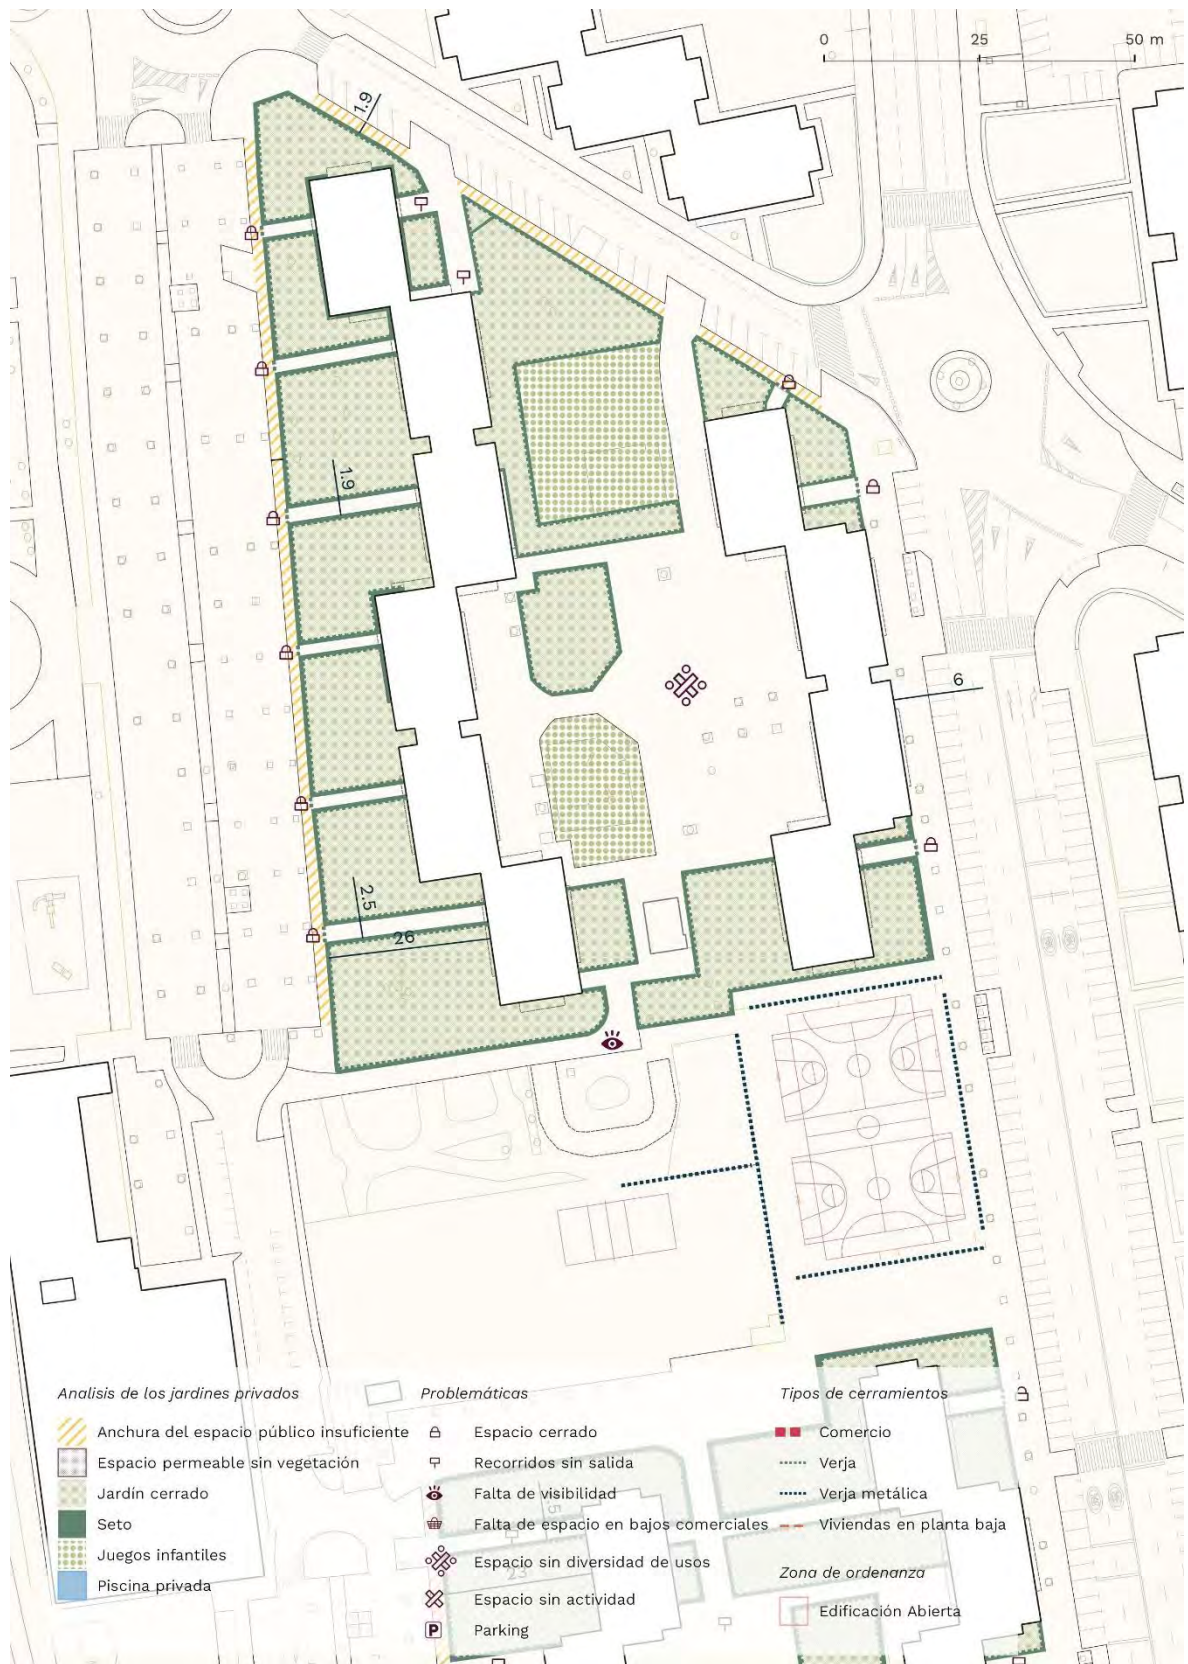 0 25 50 m
1.9
1.9
6
2.5
26
Analisis de los jardines privados
Anchura del espacio público insuficiente
Espacio permeable sin vegetación
Jardín cerrado
Seto
Juegos infantiles
Piscina privada
Problemáticas
Espacio cerrado
Recorridos sin salida
Falta de visibilidad
Falta de espacio en bajos comerciales
Espacio sin diversidad de usos
Espacio sin actividad
P Parking
Tipos de cerramientos
Comercio
Verja
Verja metálica
Viviendas en planta baja
Zona de ordenanza
Edificación Abierta
23